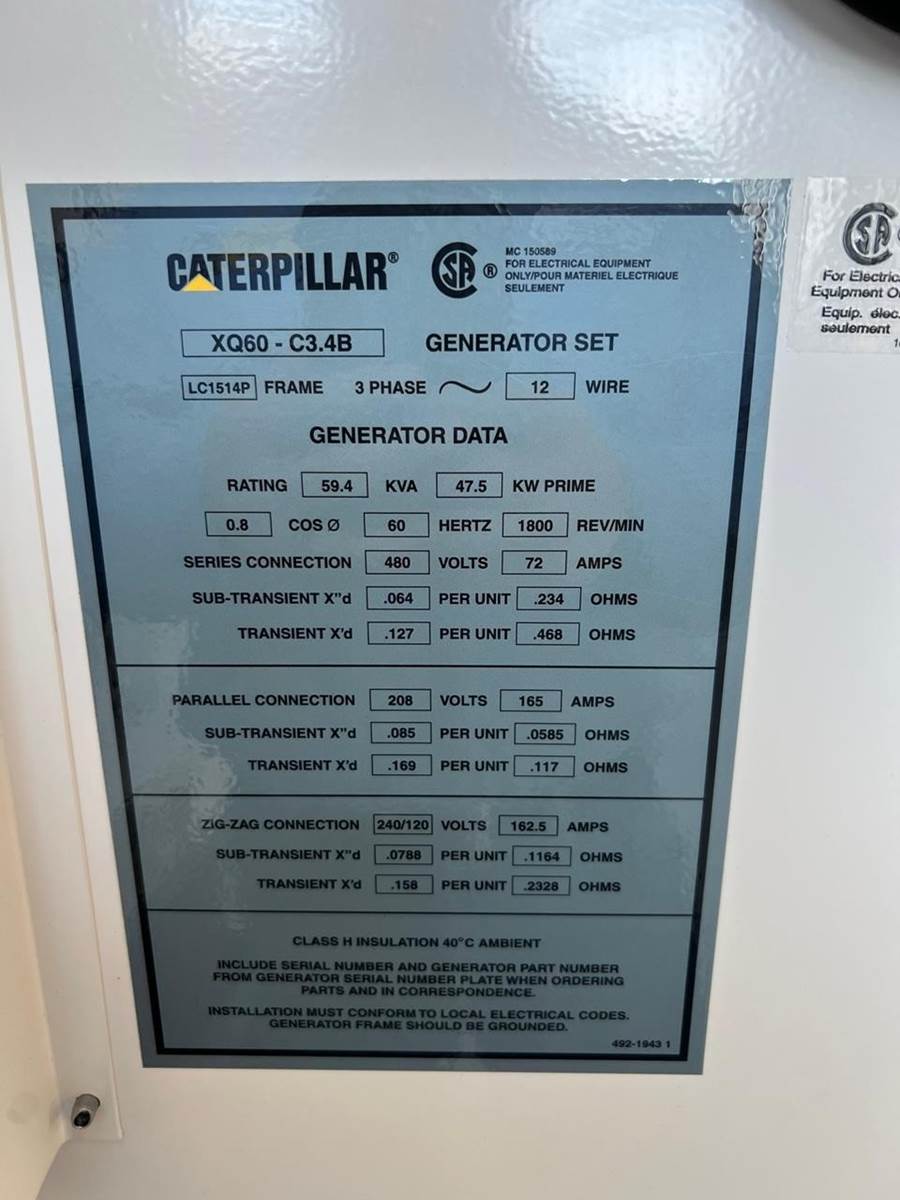 CATERPILLAR®
CSA ®
MC 150589
FOR ELECTRICAL EQUIPMENT
ONLY/POUR MATERIEL ELECTRIQUE
SEULEMENT
XQ60 - C3.4B GENERATOR SET
LC1514P FRAME 3 PHASE 12 WIRE
GENERATOR DATA
RATING 59.4 KVA 47.5 KW PRIME
0.8 COS Ø 60 HERTZ 1800 REV/MIN
SERIES CONNECTION 480 VOLTS 72 AMPS
SUB-TRANSIENT X"d .064 PER UNIT .234 OHMS
TRANSIENT X'd .127 PER UNIT .468 OHMS
PARALLEL CONNECTION 208 VOLTS 165 AMPS
SUB-TRANSIENT X"d .085 PER UNIT .0585 OHMS
TRANSIENT X'd .169 PER UNIT .117 OHMS
ZIG-ZAG CONNECTION 240/120 VOLTS 162.5 AMPS
SUB-TRANSIENT X"d .0788 PER UNIT .1164 OHMS
TRANSIENT X'd .158 PER UNIT .2328 OHMS
CLASS H INSULATION 40°C AMBIENT
INCLUDE SERIAL NUMBER AND GENERATOR PART NUMBER
FROM GENERATOR SERIAL NUMBER PLATE WHEN ORDERING
PARTS AND IN CORRESPONDENCE.
INSTALLATION MUST CONFORM TO LOCAL ELECTRICAL CODES.
GENERATOR FRAME SHOULD BE GROUNDED.
492-1943 1
CSA
For Electric
Equipment O
Equip. élec.
seulement